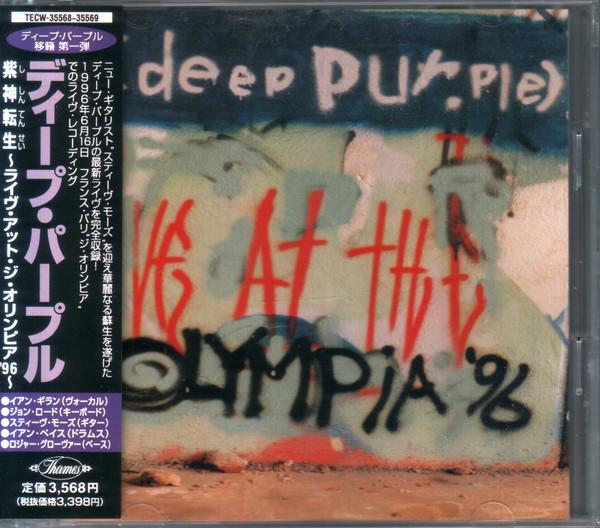 TECW-35568-35569
ディープ・パープル
移籍 第一弾
ディープ・パープル
し しん てん せい
紫神転生～ライヴ・アット・ジ・オリンピア'96～
ニュー・ギタリスト"スティーヴ・モーズ"を迎え華麗なる蘇生を遂げた
ディープ・パープルの最新ライヴを完全収録！
1996年6月16日 フランス・パリ"ジ・オリンピア"
でのライヴ・レコーディング
●イアン・ギラン(ヴォーカル)
●ジョン・ロード(キーボード)
●スティーヴ・モーズ(ギター)
●イアン・ペイス(ドラムス)
●ロジャー・グローヴァー(ベース)
Thames
定価3,568円
(税抜価格3,398円)
deep purple)
VE At tHE
OLYMPiA '96